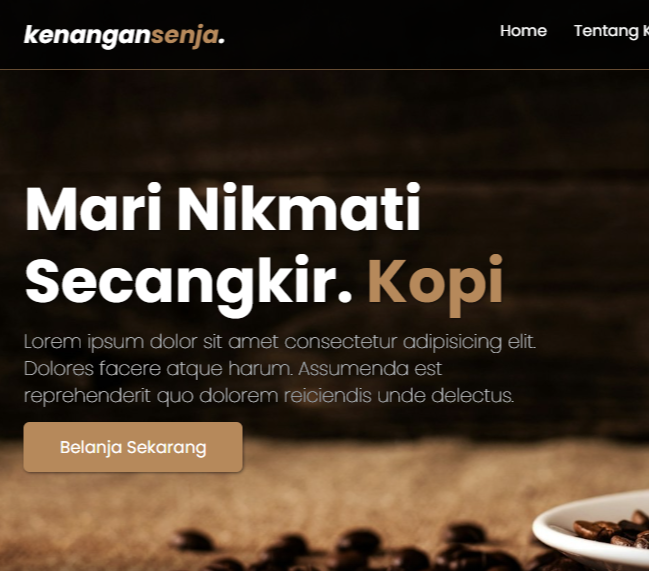 kenangansenja.
Home Tentang K
Mari Nikmati
Secangkir. Kopi
Lorem ipsum dolor sit amet consectetur adipisicing elit.
Dolores facere atque harum. Assumenda est
reprehenderit quo dolorem reiciendis unde delectus.
Belanja Sekarang